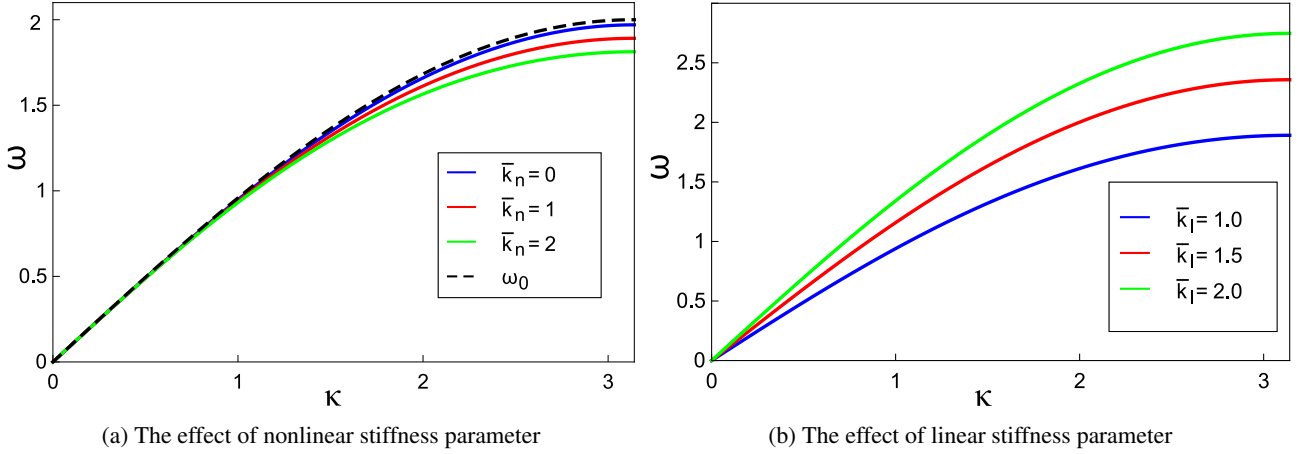 2
1.5
1
0.5
0
ω
k̄n = 0
k̄n = 1
k̄n = 2
ω0
0
1
2
3
κ
(a) The effect of nonlinear stiffness parameter
2.5
2
1.5
1
0.5
0
ω
k̄l = 1.0
k̄l = 1.5
k̄l = 2.0
0
1
2
3
κ
(b) The effect of linear stiffness parameter